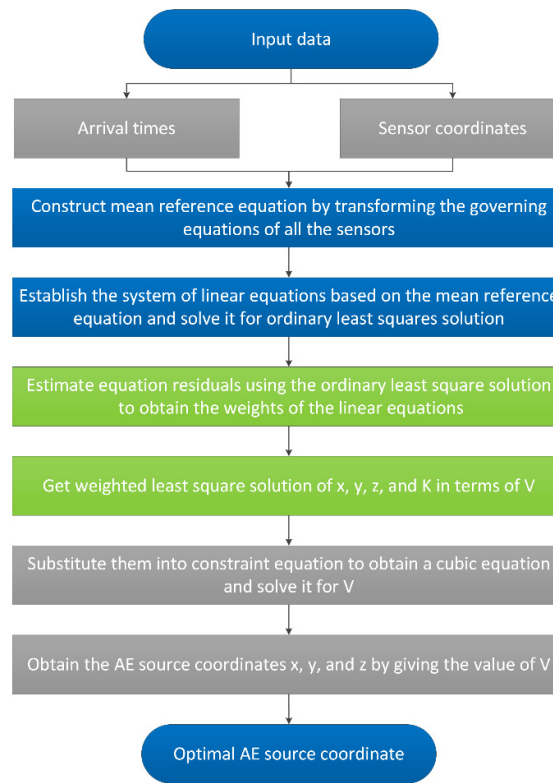 Input data
Arrival times
Sensor coordinates
Construct mean reference equation by transforming the governing
equations of all the sensors
Establish the system of linear equations based on the mean reference
equation and solve it for ordinary least squares solution
Estimate equation residuals using the ordinary least square solution
to obtain the weights of the linear equations
Get weighted least square solution of x, y, z, and K in terms of V
Substitute them into constraint equation to obtain a cubic equation
and solve it for V
Obtain the AE source coordinates x, y, and z by giving the value of V
Optimal AE source coordinate